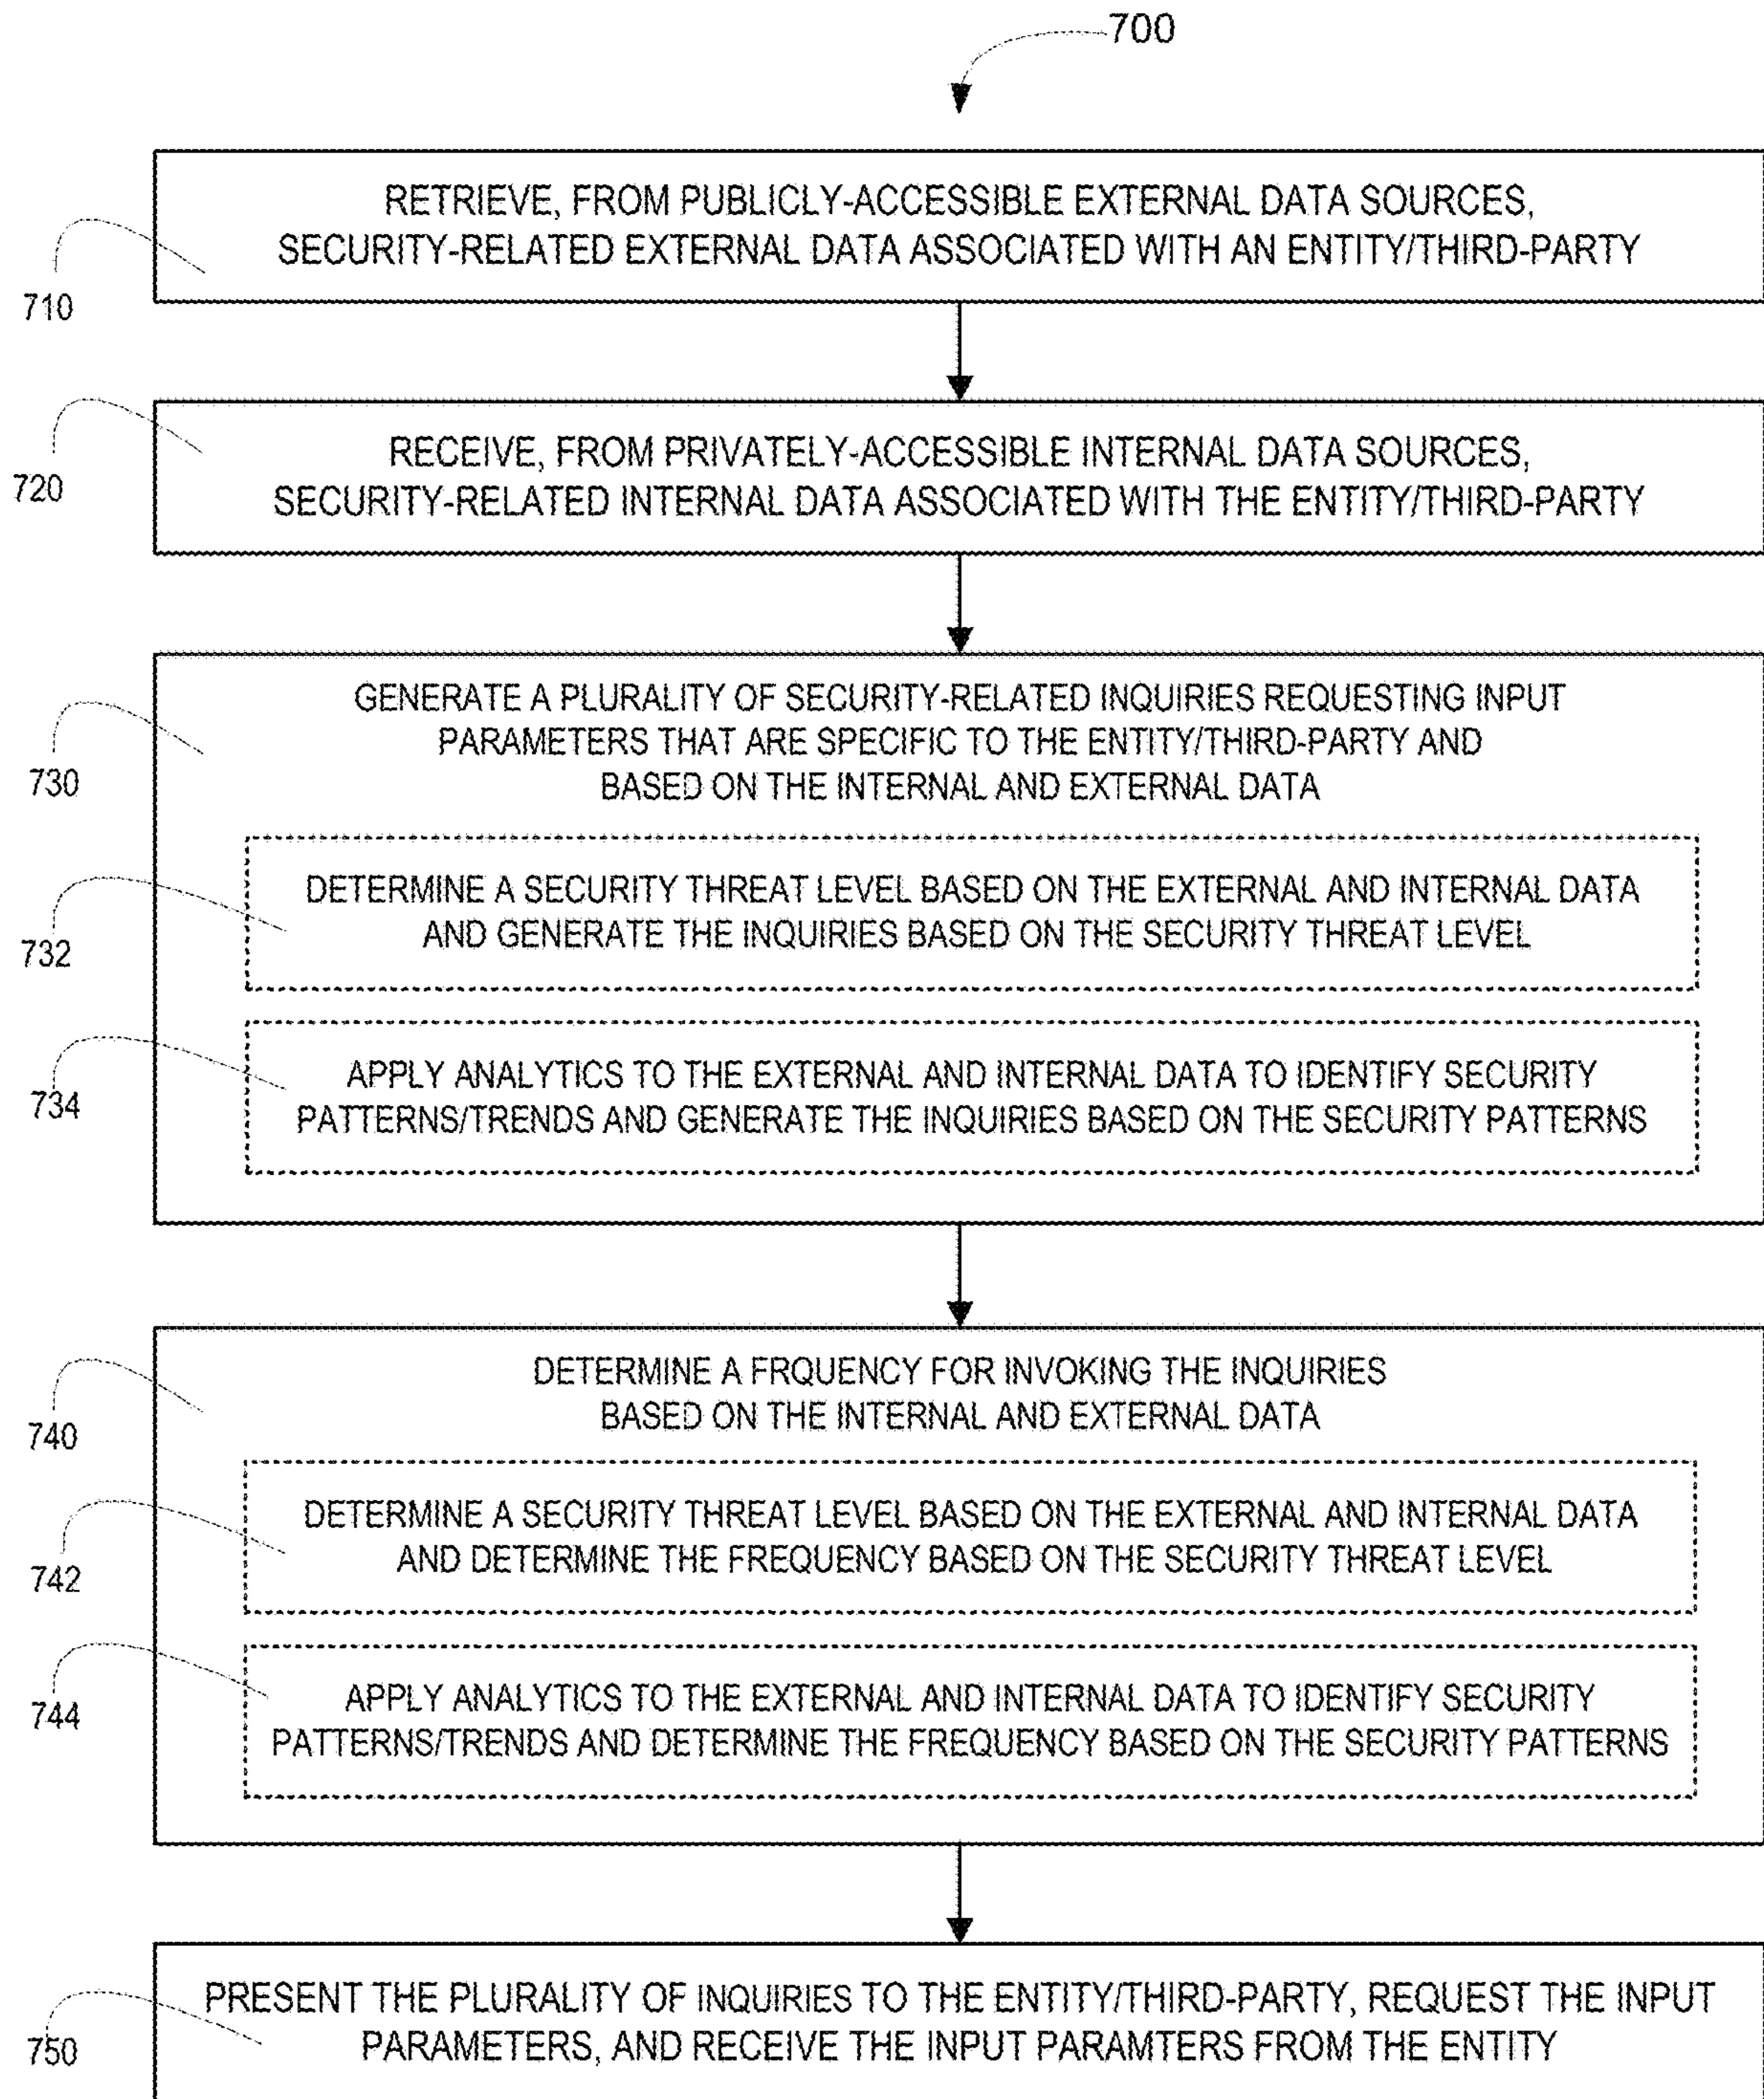 700
RETRIEVE, FROM PUBLICLY-ACCESSIBLE EXTERNAL DATA SOURCES,
SECURITY-RELATED EXTERNAL DATA ASSOCIATED WITH AN ENTITY/THIRD-PARTY
710
RECEIVE, FROM PRIVATELY-ACCESSIBLE INTERNAL DATA SOURCES,
SECURITY-RELATED INTERNAL DATA ASSOCIATED WITH THE ENTITY/THIRD-PARTY
720
GENERATE A PLURALITY OF SECURITY-RELATED INQUIRIES REQUESTING INPUT
PARAMETERS THAT ARE SPECIFIC TO THE ENTITY/THIRD-PARTY AND
BASED ON THE INTERNAL AND EXTERNAL DATA
730
DETERMINE A SECURITY THREAT LEVEL BASED ON THE EXTERNAL AND INTERNAL DATA
AND GENERATE THE INQUIRIES BASED ON THE SECURITY THREAT LEVEL
732
APPLY ANALYTICS TO THE EXTERNAL AND INTERNAL DATA TO IDENTIFY SECURITY
PATTERNS/TRENDS AND GENERATE THE INQUIRIES BASED ON THE SECURITY PATTERNS
734
DETERMINE A FRQUENCY FOR INVOKING THE INQUIRIES
BASED ON THE INTERNAL AND EXTERNAL DATA
740
DETERMINE A SECURITY THREAT LEVEL BASED ON THE EXTERNAL AND INTERNAL DATA
AND DETERMINE THE FREQUENCY BASED ON THE SECURITY THREAT LEVEL
742
APPLY ANALYTICS TO THE EXTERNAL AND INTERNAL DATA TO IDENTIFY SECURITY
PATTERNS/TRENDS AND DETERMINE THE FREQUENCY BASED ON THE SECURITY PATTERNS
744
PRESENT THE PLURALITY OF INQUIRIES TO THE ENTITY/THIRD-PARTY, REQUEST THE INPUT
PARAMETERS, AND RECEIVE THE INPUT PARAMTERS FROM THE ENTITY
750